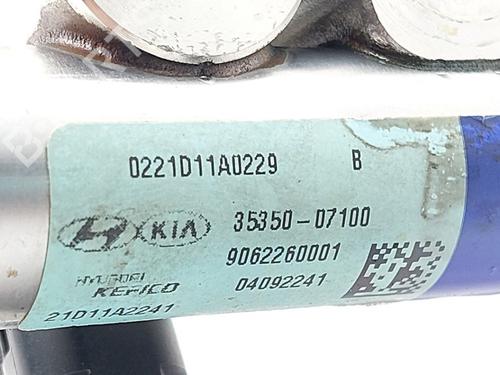 0221D11A0229 B
KIA 35350-07100
9062260001
HYUNDAI
KEFICO 04092241
21D11A2241